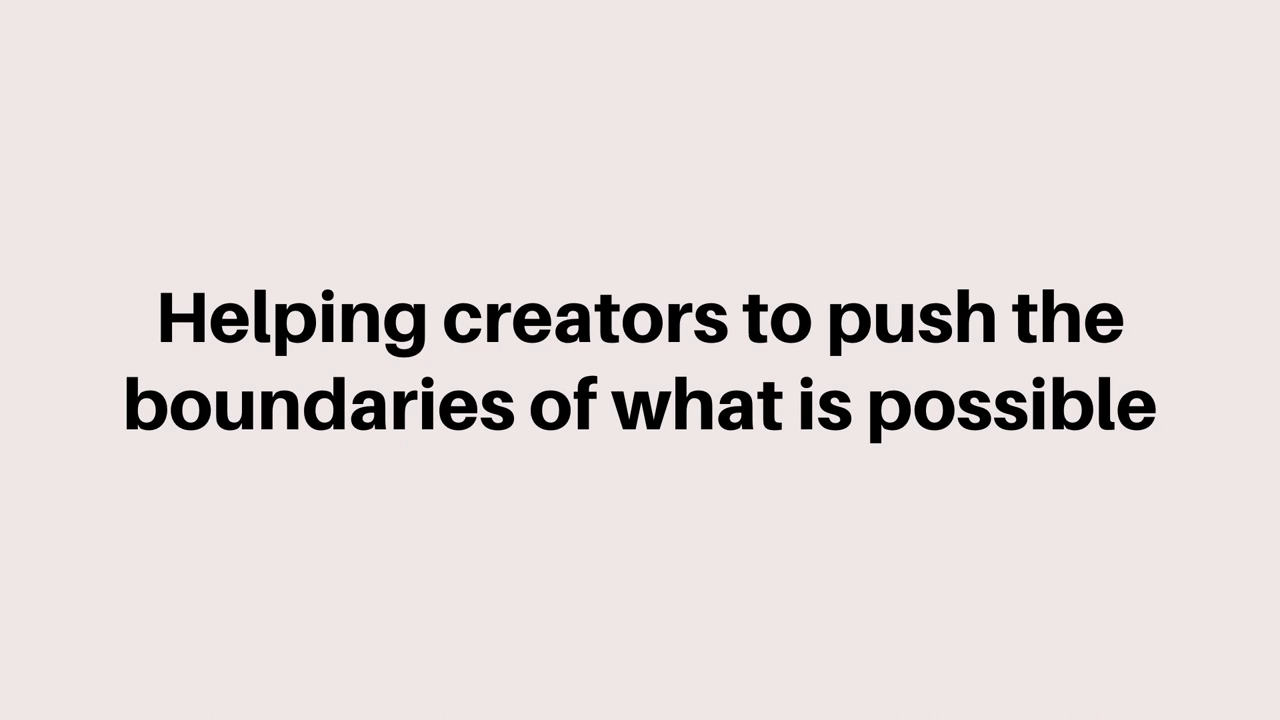 Helping creators to push the
boundaries of what is possible